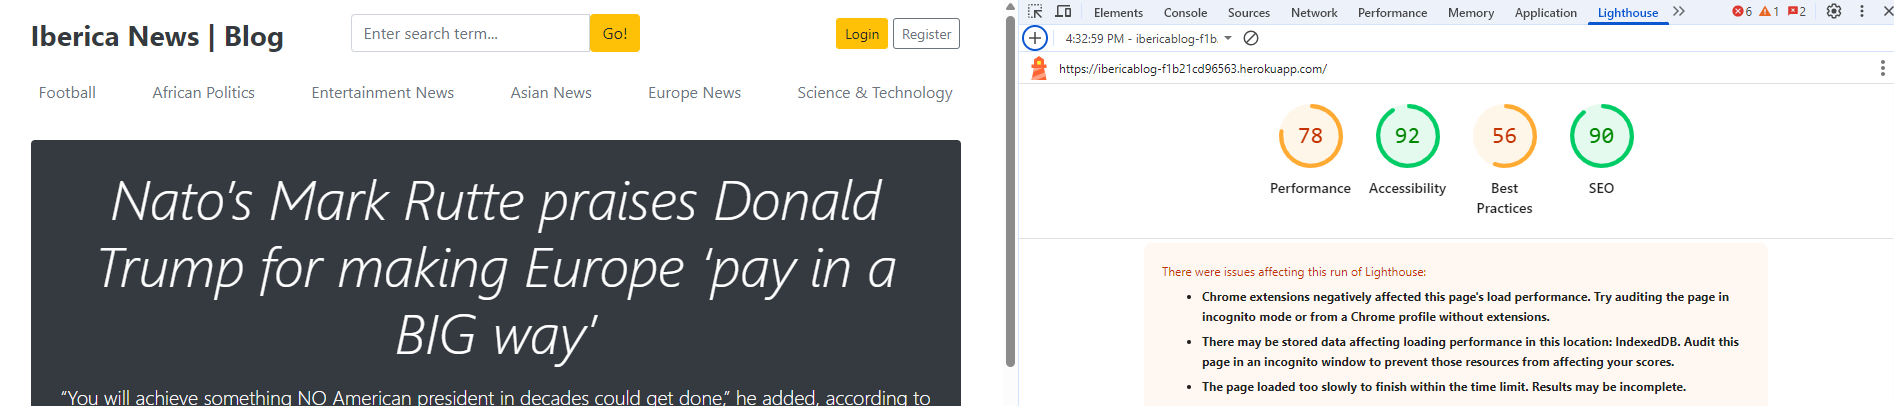 Iberica News | Blog
Enter search term...
Go!
Login
Register
Football
African Politics
Entertainment News
Asian News
Europe News
Science & Technology
Nato's Mark Rutte praises Donald
Trump for making Europe ‘pay in a
BIG way’
“You will achieve something NO American president in decades could get done,” he added, according to
Elements
Console
Sources
Network
Performance
Memory
Application
Lighthouse
6
1
2
4:32:59 PM - ibericablog-f1b.
https://ibericablog-f1b21cd96563.herokuapp.com/
78
92
56
90
Performance
Accessibility
Best
Practices
SEO
There were issues affecting this run of Lighthouse:
Chrome extensions negatively affected this page's load performance. Try auditing the page in
incognito mode or from a Chrome profile without extensions.
There may be stored data affecting loading performance in this location: IndexedDB. Audit this
page in an incognito window to prevent those resources from affecting your scores.
The page loaded too slowly to finish within the time limit. Results may be incomplete.